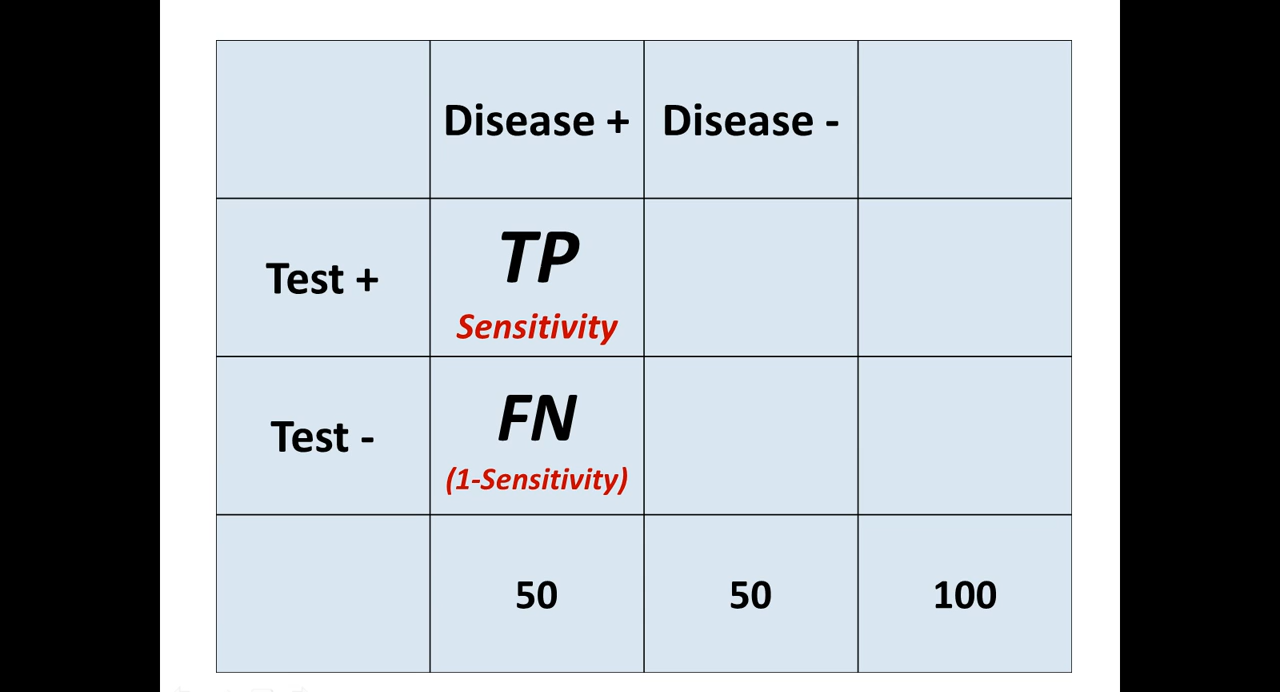 Disease + Disease -
Test + TP
Sensitivity
Test - FN
(1-Sensitivity)
50 50 100